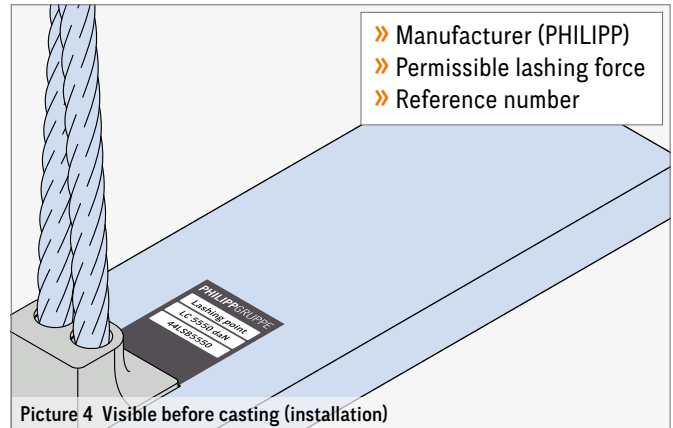 » Manufacturer (PHILIPP)
» Permissible lashing force
» Reference number
PHILIPPGRUPPE
Lashing point
LC 5550 daN
44LSB5550
Picture 4 Visible before casting (installation)